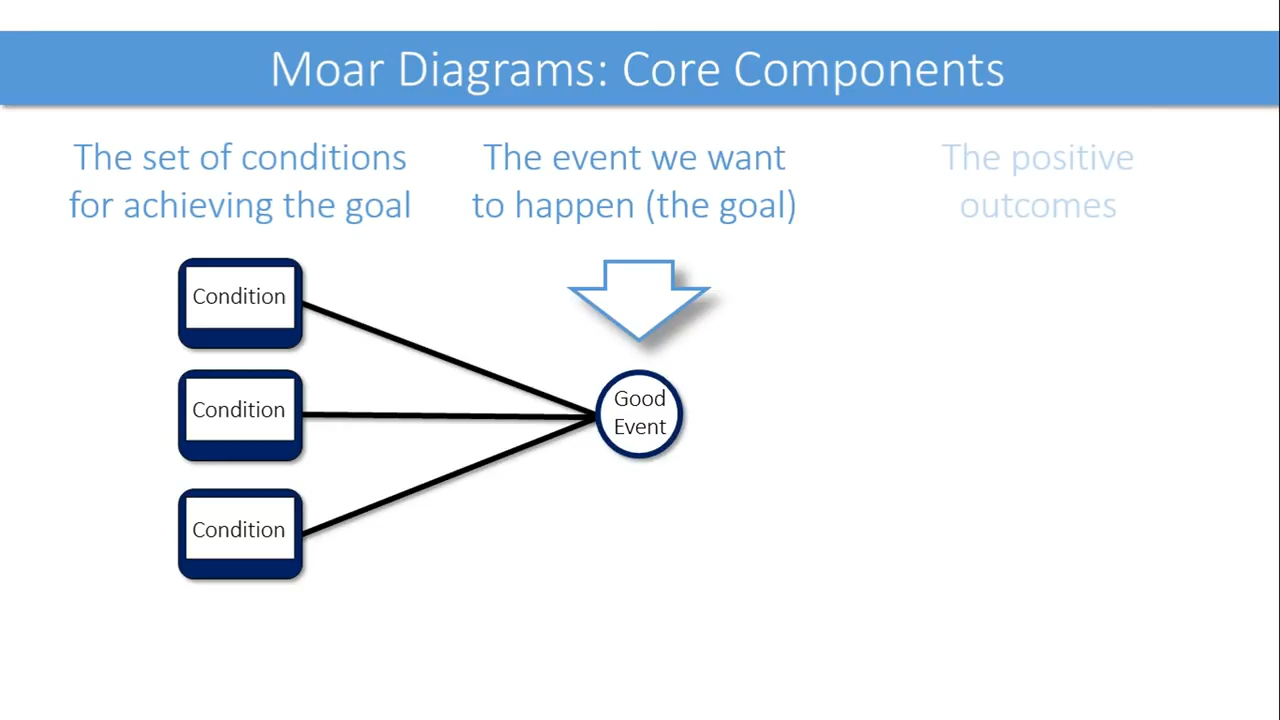 Moar Diagrams: Core Components
The set of conditions
for achieving the goal
The event we want
to happen (the goal)
The positive
outcomes
Condition
Condition
Condition
Good
Event